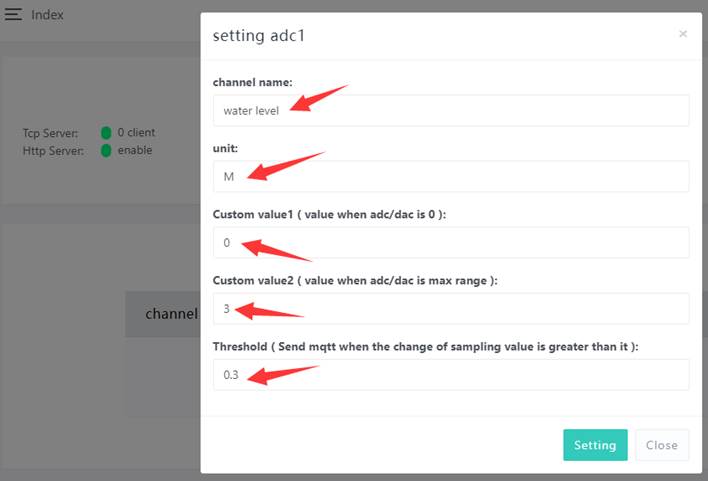 Index
setting adc1
×
channel name:
water level
Tcp Server: 0 client
Http Server: enable
unit:
M
Custom value1 ( value when adc/dac is 0 ):
0
Custom value2 ( value when adc/dac is max range ):
channel
3
Threshold ( Send mqtt when the change of sampling value is greater than it ):
0.3
Setting
Close